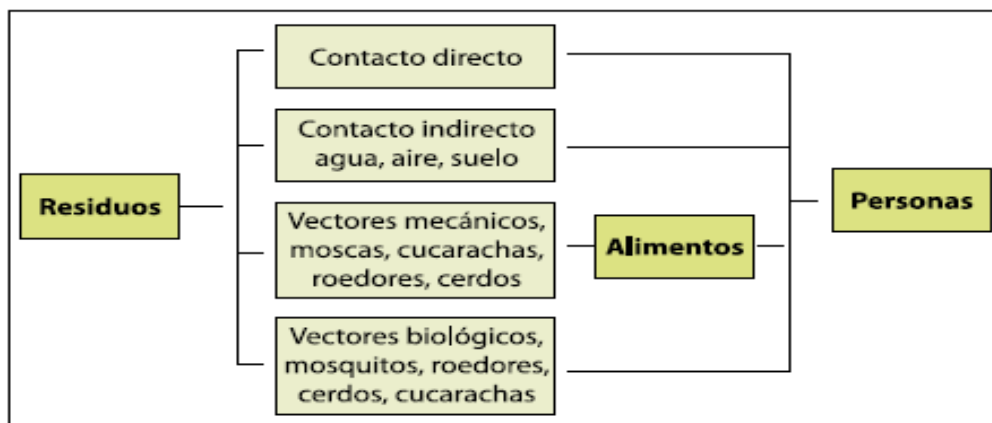 Residuos
Contacto directo
Contacto indirecto
agua, aire, suelo
Vectores mecánicos,
moscas, cucarachas,
roedores, cerdos
Vectores biológicos,
mosquitos, roedores,
cerdos, cucarachas
Alimentos
Personas